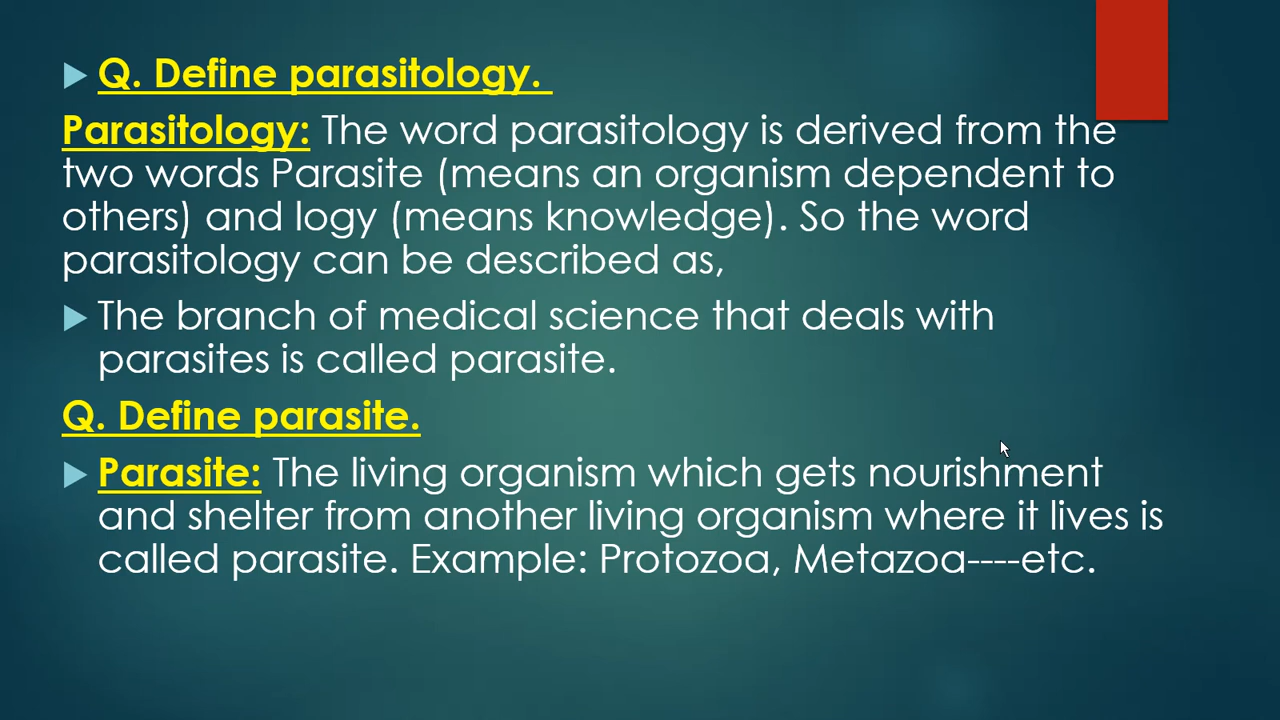 Q. Define parasitology.
Parasitology: The word parasitology is derived from the
two words Parasite (means an organism dependent to
others) and logy (means knowledge). So the word
parasitology can be described as,
The branch of medical science that deals with
parasites is called parasite.
Q. Define parasite.
Parasite: The living organism which gets nourishment
and shelter from another living organism where it lives is
called parasite. Example: Protozoa, Metazoa----etc.